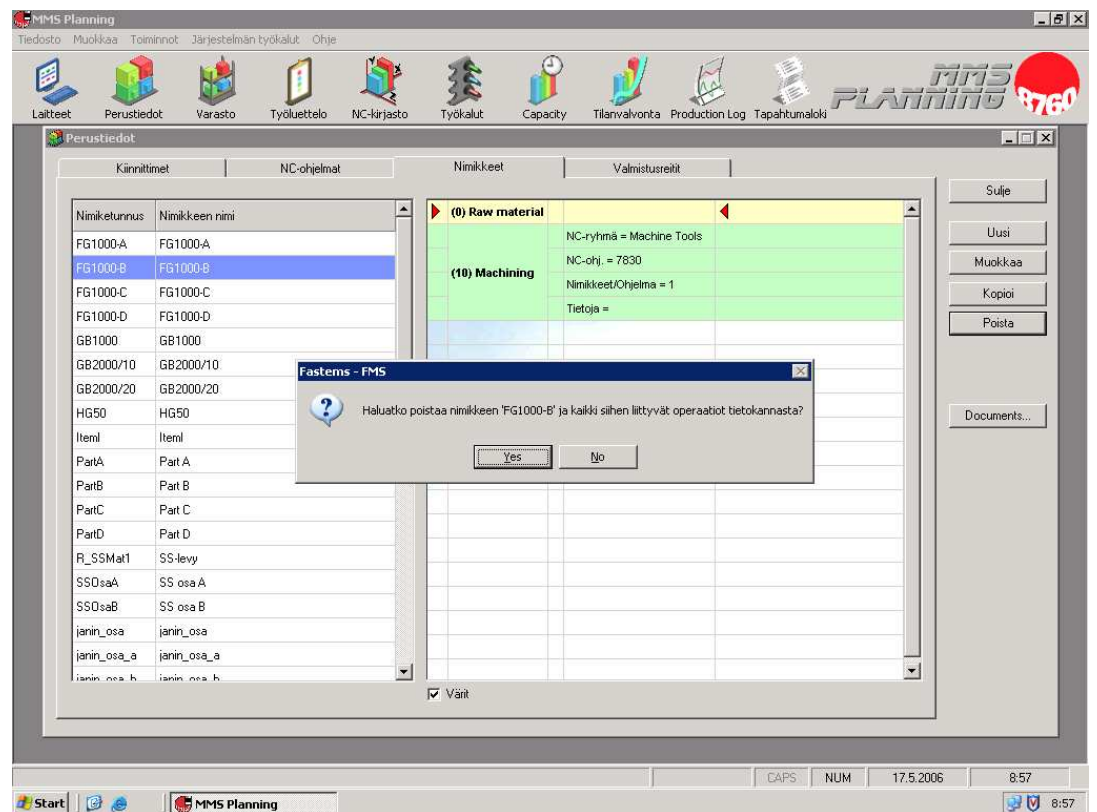 MMS Planning
Tiedosto Muokkaa Toiminnot Järjestelmän työkalut Ohje
Laitteet Perustiedot Varasto Työluettelo NC-kirjasto Työkalut Capacity Tilanvalvonta Production Log Tapahtumaloki
MMS
PLANNING
8760
Perustiedot
Kiinnittimet NC-ohjelmat Nimikkeet Valmistusreitit
Sulje
Uusi
Muokkaa
Kopioi
Poista
Documents...
Nimiketunnus Nimikkeen nimi
FG1000-A FG1000-A
FG1000-B FG1000-B
FG1000-C FG1000-C
FG1000-D FG1000-D
GB1000 GB1000
GB2000/10 GB2000/10
GB2000/20 GB2000/20
HG50 HG50
ItemI ItemI
PartA Part A
PartB Part B
PartC Part C
PartD Part D
R_SSMat1 SS-levy
SSOsaA SS osa A
SSOsaB SS osa B
janin_osa janin_osa
janin_osa_a janin_osa_a
janin_osa_b janin_osa_b
(0) Raw material
(10) Machining
NC-ryhmä = Machine Tools
NC-ohj. = 7830
Nimikkeet/Ohjelma = 1
Tietoja =
Fastems - FMS
Haluatko poistaa nimikkeen 'FG1000-B' ja kaikki siihen liittyvät operaatiot tietokannasta?
Yes No
Värit
CAPS NUM 17.5.2006 8:57
Start MMS Planning 8:57